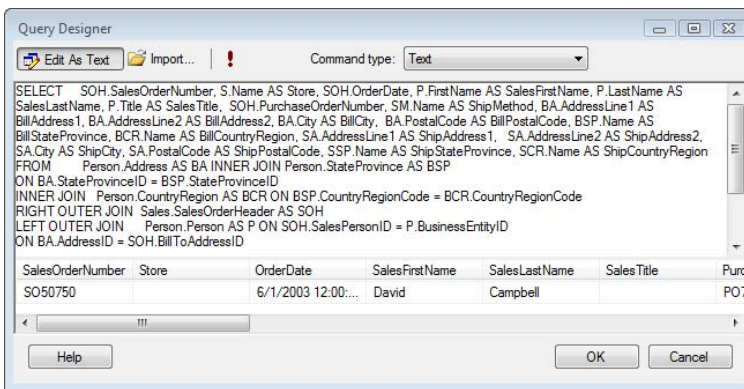 Query Designer
Edit As Text Import... ! Command type: Text
SELECT SOH.SalesOrderNumber, S.Name AS Store, SOH.OrderDate, P.FirstName AS SalesFirstName, P.LastName AS
SalesLastName, P.Title AS SalesTitle, SOH.PurchaseOrderNumber, SM.Name AS ShipMethod, BA.AddressLine1 AS
BillAddress1, BA.AddressLine2 AS BillAddress2, BA.City AS BillCity, BA.PostalCode AS BillPostalCode, BSP.Name AS
BillStateProvince, BCR.Name AS BillCountryRegion, SA.AddressLine1 AS ShipAddress1, SA.AddressLine2 AS ShipAddress2,
SA.City AS ShipCity, SA.PostalCode AS ShipPostalCode, SSP.Name AS ShipStateProvince, SCR.Name AS ShipCountryRegion
FROM Person.Address AS BA INNER JOIN Person.StateProvince AS BSP
ON BA.StateProvinceID = BSP.StateProvinceID
INNER JOIN Person.CountryRegion AS BCR ON BSP.CountryRegionCode = BCR.CountryRegionCode
RIGHT OUTER JOIN Sales.SalesOrderHeader AS SOH
LEFT OUTER JOIN Person.Person AS P ON SOH.SalesPersonID = P.BusinessEntityID
ON BA.AddressID = SOH.BillToAddressID
SalesOrderNumber Store OrderDate SalesFirstName SalesLastName SalesTitle Purc
SO50750 6/1/2003 12:00:... David Campbell PO7
Help OK Cancel